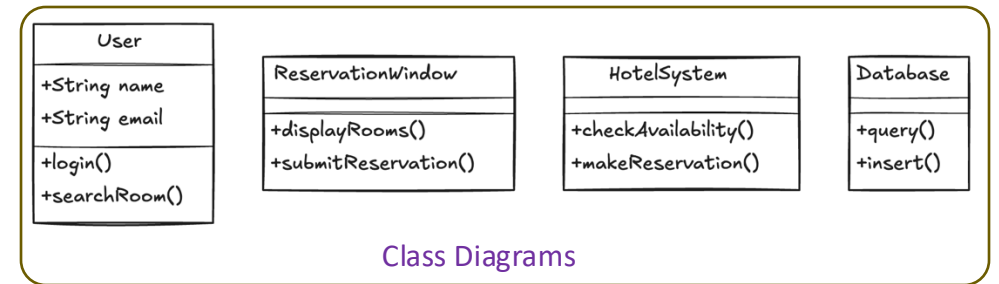 User
+String name
+String email
+login()
+searchRoom()
ReservationWindow
+displayRooms()
+submitReservation()
HotelSystem
+checkAvailability()
+makeReservation()
Database
+query()
+insert()
Class Diagrams